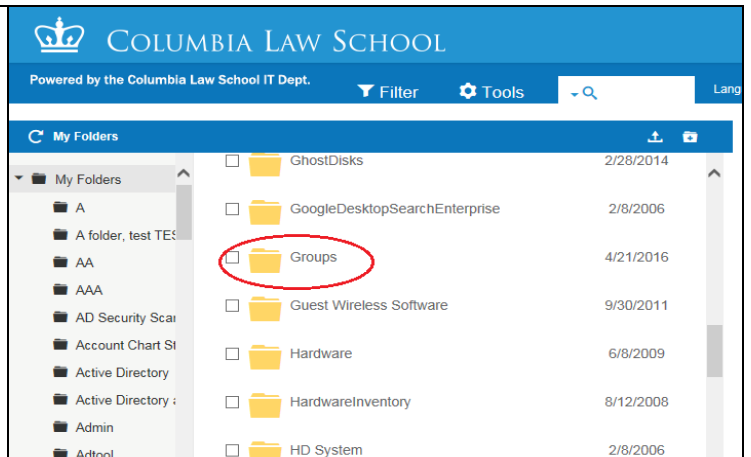 COLUMBIA LAW SCHOOL
Powered by the Columbia Law School IT Dept.
Filter
Tools
Lang
My Folders
My Folders
A
A folder, test TES
AA
AAA
AD Security Scar
Account Chart St
Active Directory
Active Directory a
Admin
Adtool
GhostDisks 2/28/2014
GoogleDesktopSearchEnterprise 2/8/2006
Groups 4/21/2016
Guest Wireless Software 9/30/2011
Hardware 6/8/2009
HardwareInventory 8/12/2008
HD System 2/8/2006